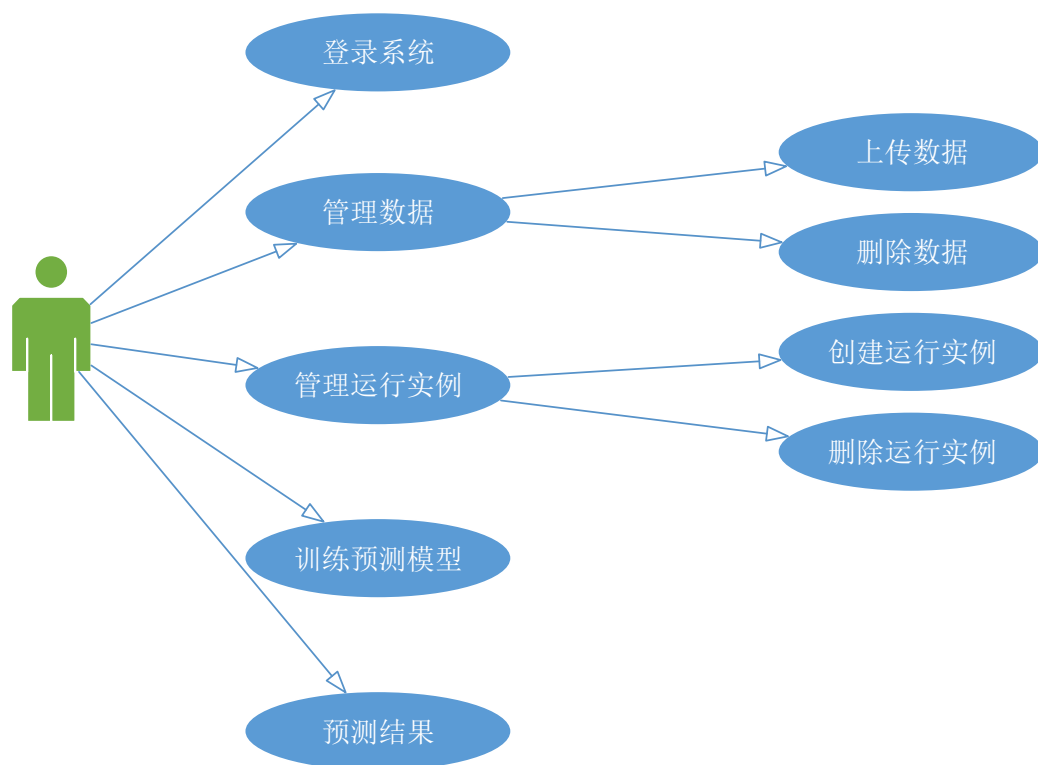 登录系统
上传数据
管理数据
删除数据
创建运行实例
管理运行实例
删除运行实例
训练预测模型
预测结果